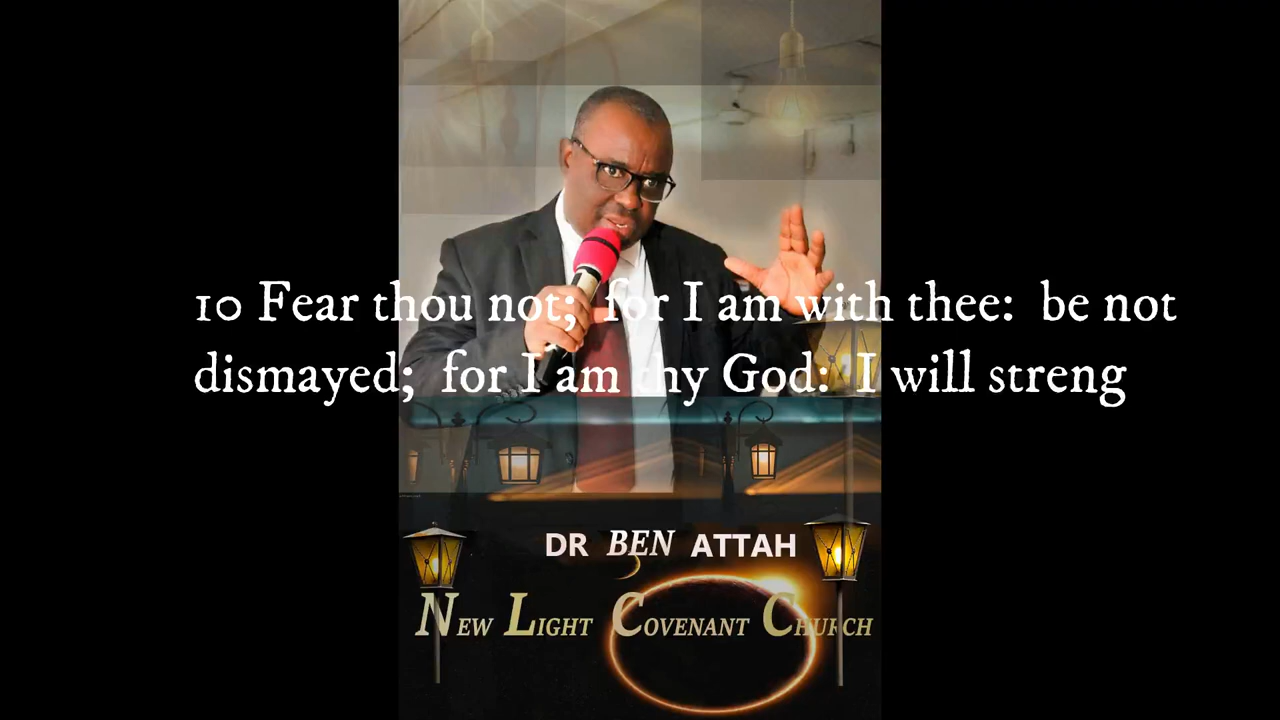 10 Fear thou not;  for I am with thee:  be not
dismayed;  for I am thy God:  I will streng
DR BEN ATTAH
NEW LIGHT COVENANT CHURCH